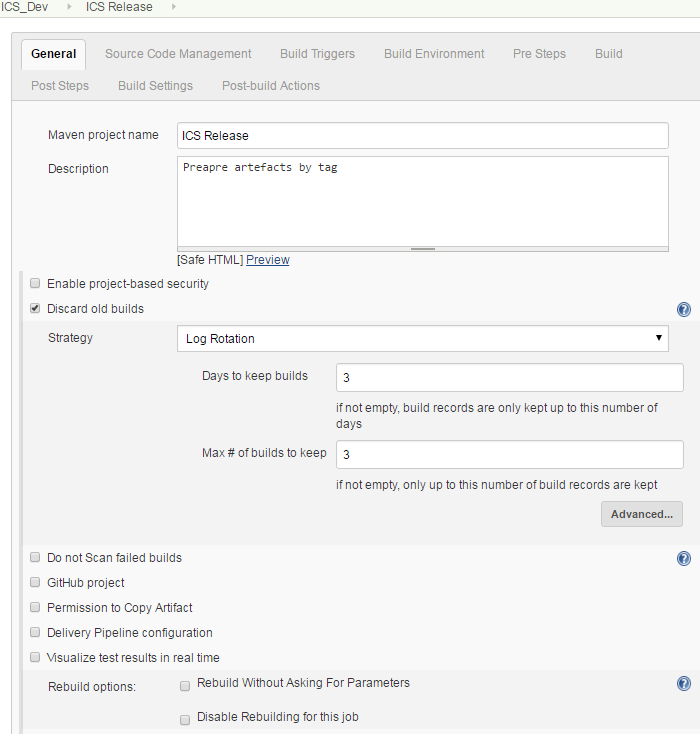 ICS_Dev ICS Release
General Source Code Management Build Triggers Build Environment Pre Steps Build
Post Steps Build Settings Post-build Actions
Maven project name ICS Release
Description Preapre artefacts by tag
[Safe HTML] Preview
Enable project-based security
Discard old builds
Strategy Log Rotation
Days to keep builds 3
if not empty, build records are only kept up to this number of
days
Max # of builds to keep 3
if not empty, only up to this number of build records are kept
Advanced...
Do not Scan failed builds
GitHub project
Permission to Copy Artifact
Delivery Pipeline configuration
Visualize test results in real time
Rebuild options: Rebuild Without Asking For Parameters
Disable Rebuilding for this job